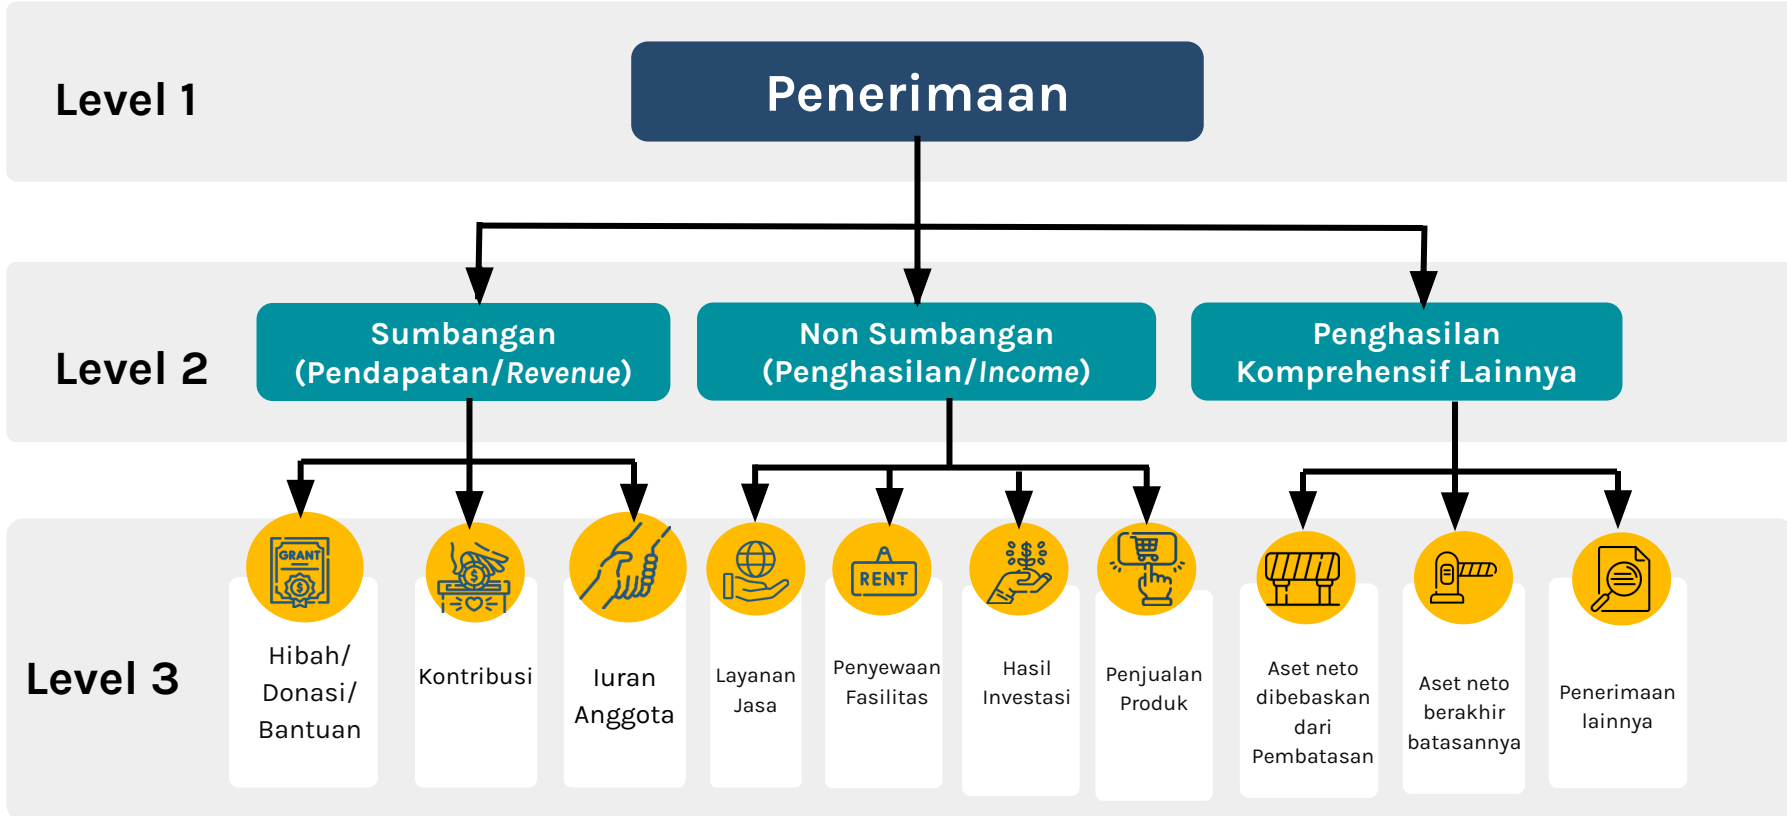 Level 1
Penerimaan
Level 2
Sumbangan
(Pendapatan/Revenue)
Non Sumbangan
(Penghasilan/Income)
Penghasilan
Komprehensif Lainnya
Level 3
GRANT
Hibah/
Donasi/
Bantuan
Kontribusi
Iuran
Anggota
Layanan
Jasa
RENT
Penyewaan
Fasilitas
Hasil
Investasi
Penjualan
Produk
Aset neto
dibebaskan
dari
Pembatasan
Aset neto
berakhir
batasannya
Penerimaan
lainnya